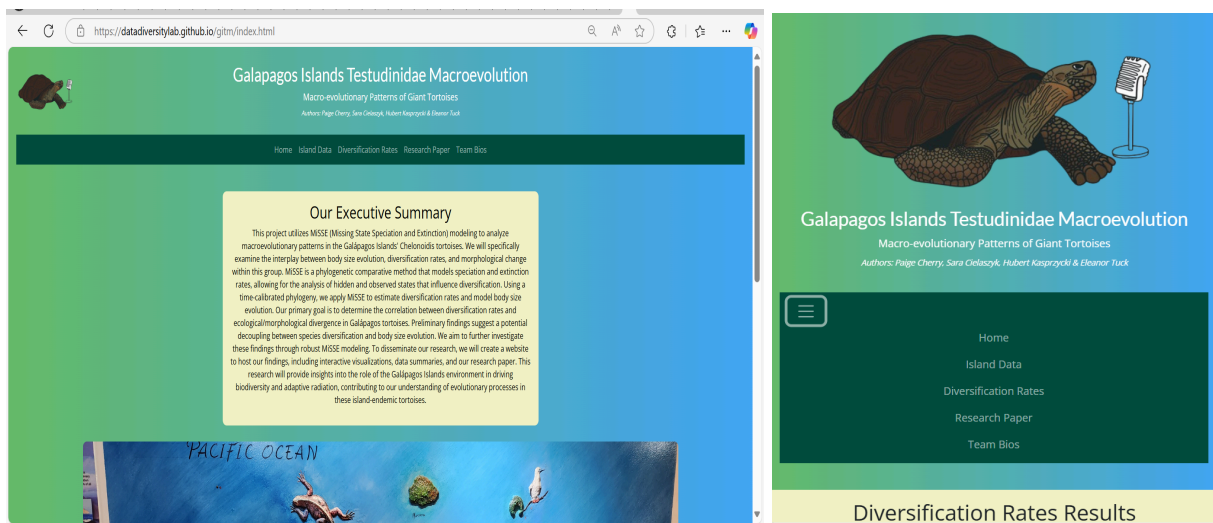 https://datadiversitylab.github.io/gitm/index.html
Galapagos Islands Testudinidae Macroevolution
Macro-evolutionary Patterns of Giant Tortoises
Authors: Paige Cherry, Sara Cielaszyk, Hubert Kasprzycki & Eleanor Tuck
Home Island Data Diversification Rates Research Paper Team Bios
Our Executive Summary
This project utilizes MiSSE (Missing State Speciation and Extinction) modeling to analyze
macroevolutionary patterns in the Galápagos Islands' Chelonoidis tortoises. We will specifically
examine the interplay between body size evolution, diversification rates, and morphological change
within this group. MiSSE is a phylogenetic comparative method that models speciation and extinction
rates, allowing for the analysis of hidden and observed states that influence diversification. Using a
time-calibrated phylogeny, we apply MiSSE to estimate diversification rates and model body size
evolution. Our primary goal is to determine the correlation between diversification rates and
ecological/morphological divergence in Galápagos tortoises. Preliminary findings suggest a potential
decoupling between species diversification and body size evolution. We aim to further investigate
these findings through robust MiSSE modeling. To disseminate our research, we will create a website
to host our findings, including interactive visualizations, data summaries, and our research paper. This
research will provide insights into the role of the Galápagos Islands environment in driving
biodiversity and adaptive radiation, contributing to our understanding of evolutionary processes in
these island-endemic tortoises.
PACIFIC OCEAN
Galapagos Islands Testudinidae Macroevolution
Macro-evolutionary Patterns of Giant Tortoises
Authors: Paige Cherry, Sara Cielaszyk, Hubert Kasprzycki & Eleanor Tuck
Home
Island Data
Diversification Rates
Research Paper
Team Bios
Diversification Rates Results